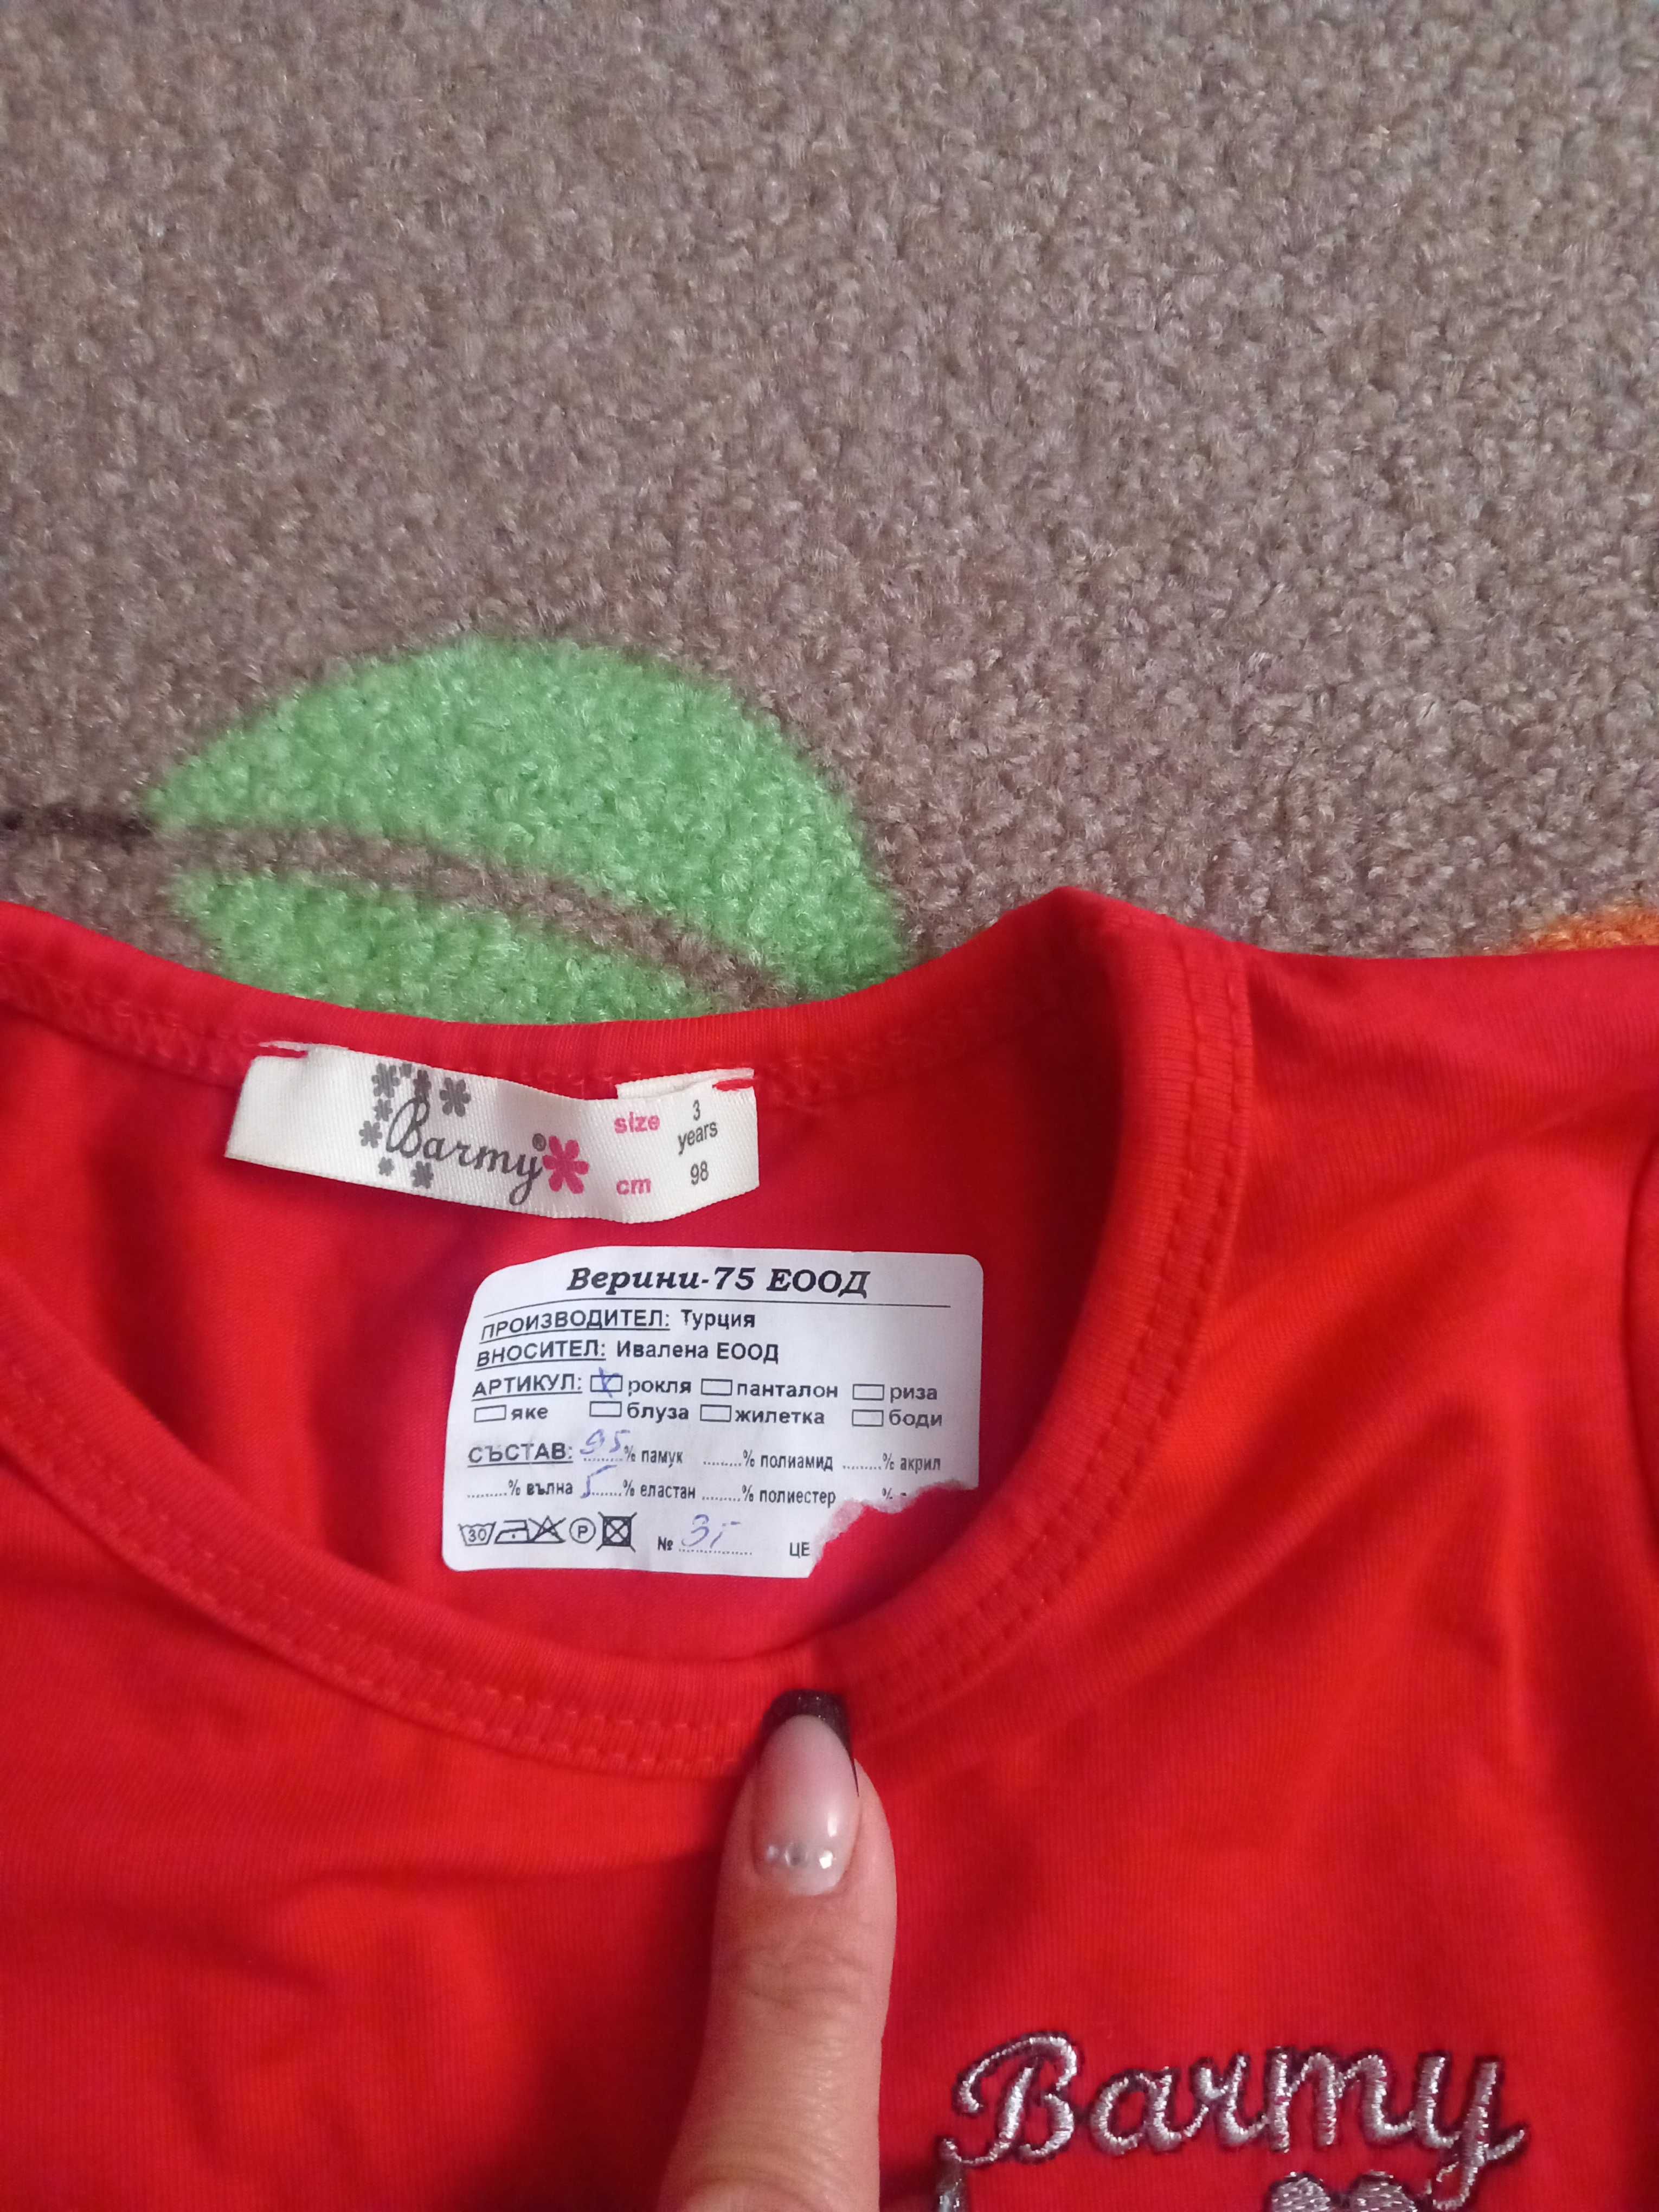 Barmy®
size 3 years
cm 98
Верини-75 ЕООД
ПРОИЗВОДИТЕЛ: Турция
ВНОСИТЕЛ: Ивалена ЕООД
АРТИКУЛ: рокля панталон риза
яке блуза жилетка боди
СЪСТАВ: 95% памук ........% полиамид ........% акрил
........% вълна 5......% еластан ........% полиестер %
30 P № ЦЕ
Barmy